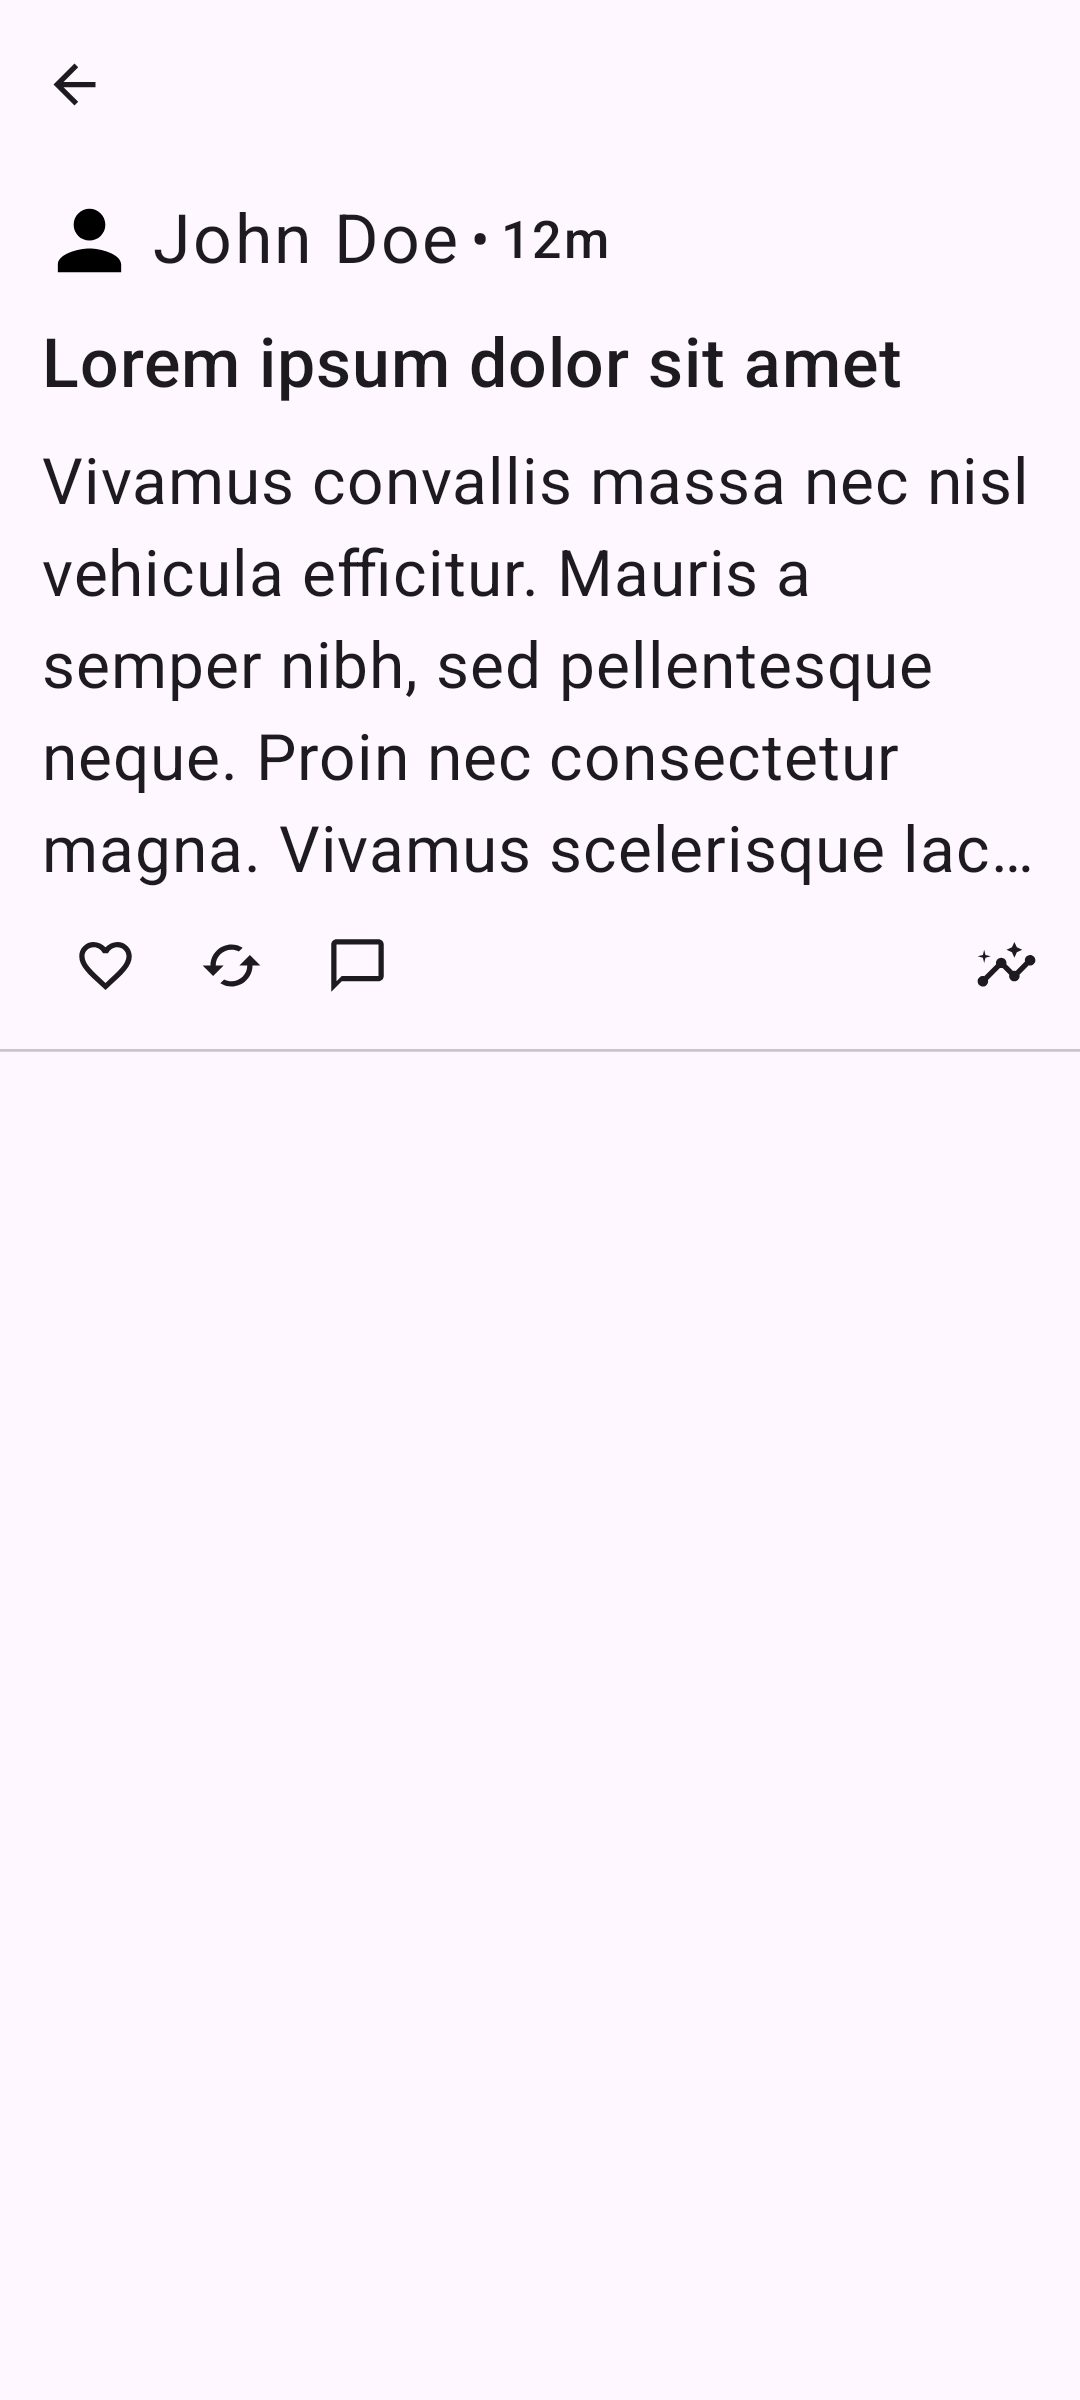 John Doe • 12m
Lorem ipsum dolor sit amet
Vivamus convallis massa nec nisl
vehicula efficitur. Mauris a
semper nibh, sed pellentesque
neque. Proin nec consectetur
magna. Vivamus scelerisque lac…